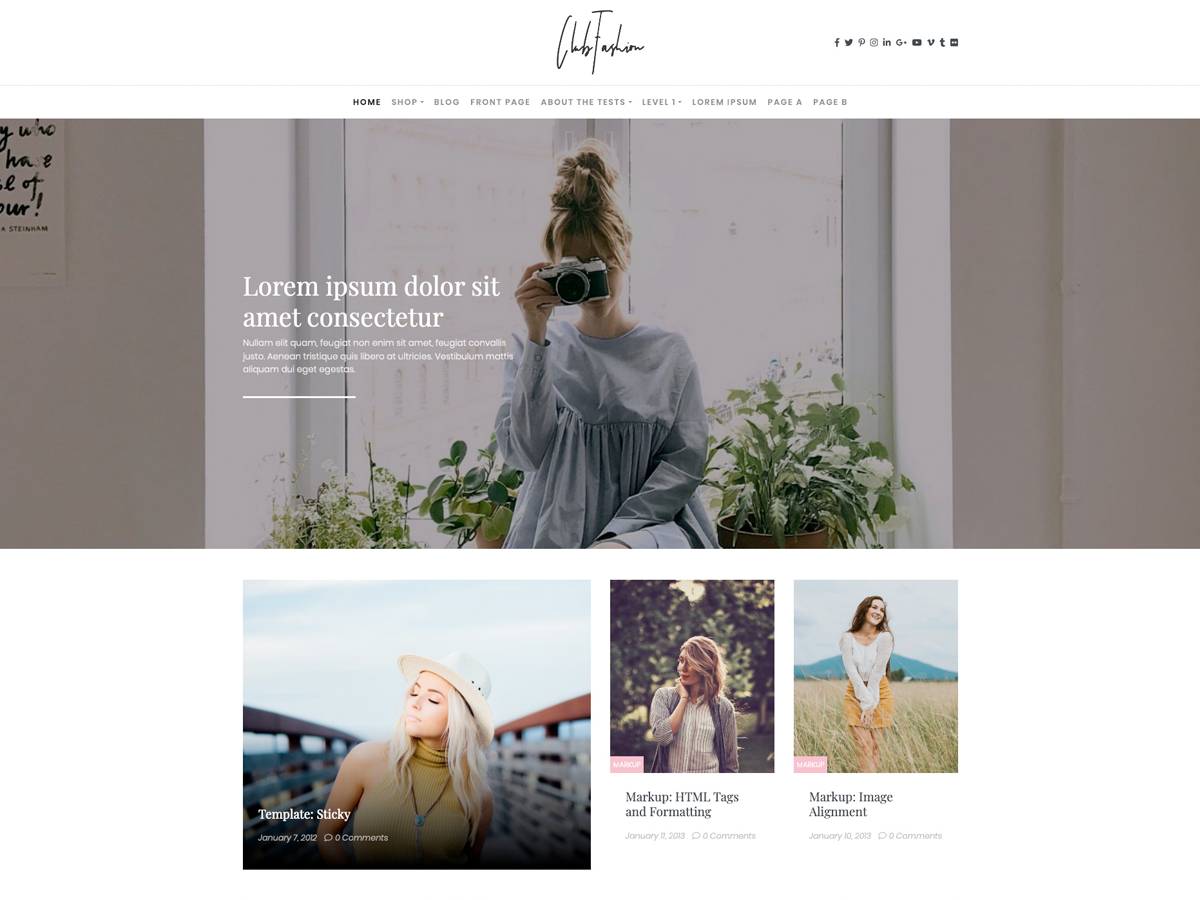 Club Fashion
HOME SHOP BLOG FRONT PAGE ABOUT THE TESTS LEVEL 1 LOREM IPSUM PAGE A PAGE B
y who
have
se of
our!
A STEINHAM
Lorem ipsum dolor sit
amet consectetur
Nullam elit quam, feugiat non enim sit amet, feugiat convallis
justo. Aenean tristique quis libero at ultricies. Vestibulum mattis
aliquam dui eget egestas.
Template: Sticky
January 7, 2012 0 Comments
MARKUP
Markup: HTML Tags
and Formatting
January 11, 2013 0 Comments
MARKUP
Markup: Image
Alignment
January 10, 2013 0 Comments